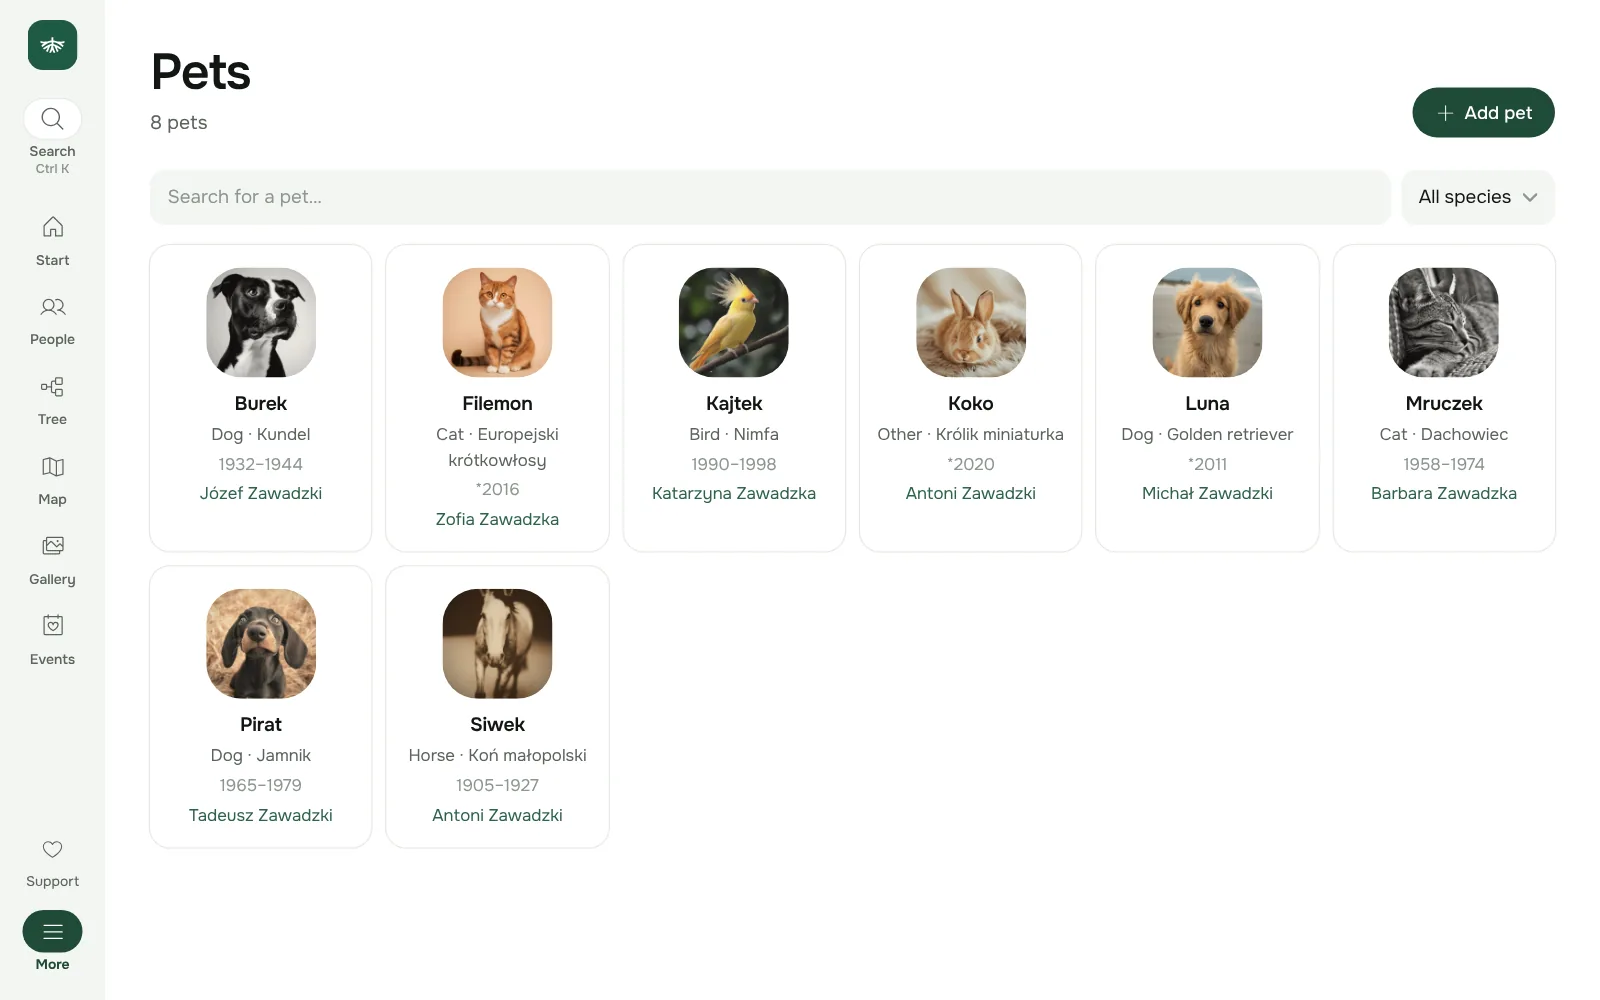 Search
Ctrl K
Start
People
Tree
Map
Gallery
Events
Support
More
Pets
8 pets
Add pet
Search for a pet...
All species
Burek
Dog · Kundel
1932–1944
Józef Zawadzki
Filemon
Cat · Europejski
krótkowłosy
*2016
Zofia Zawadzka
Kajtek
Bird · Nimfa
1990–1998
Katarzyna Zawadzka
Koko
Other · Królik miniaturka
*2020
Antoni Zawadzki
Luna
Dog · Golden retriever
*2011
Michał Zawadzki
Mruczek
Cat · Dachowiec
1958–1974
Barbara Zawadzka
Pirat
Dog · Jamnik
1965–1979
Tadeusz Zawadzki
Siwek
Horse · Koń małopolski
1905–1927
Antoni Zawadzki